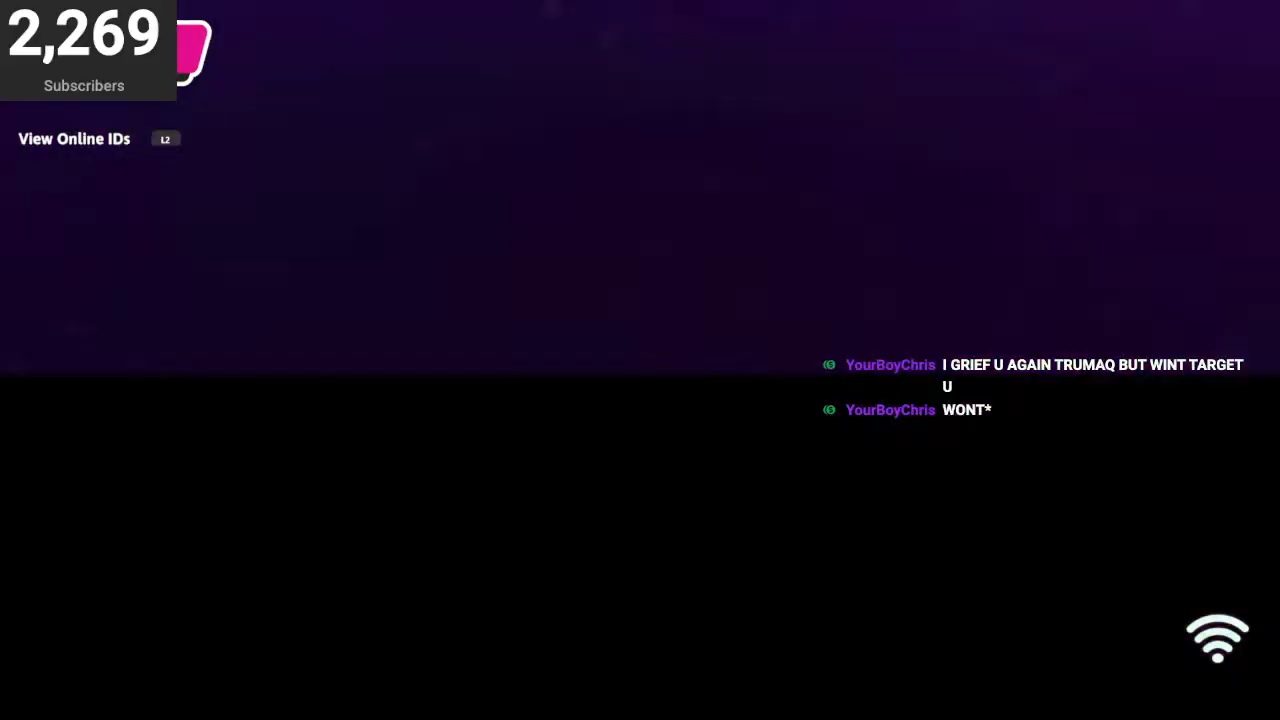 2,269
Subscribers
View Online IDs L2
YourBoyChris I GRIEF U AGAIN TRUMAQ BUT WINT TARGET
U
YourBoyChris WONT*